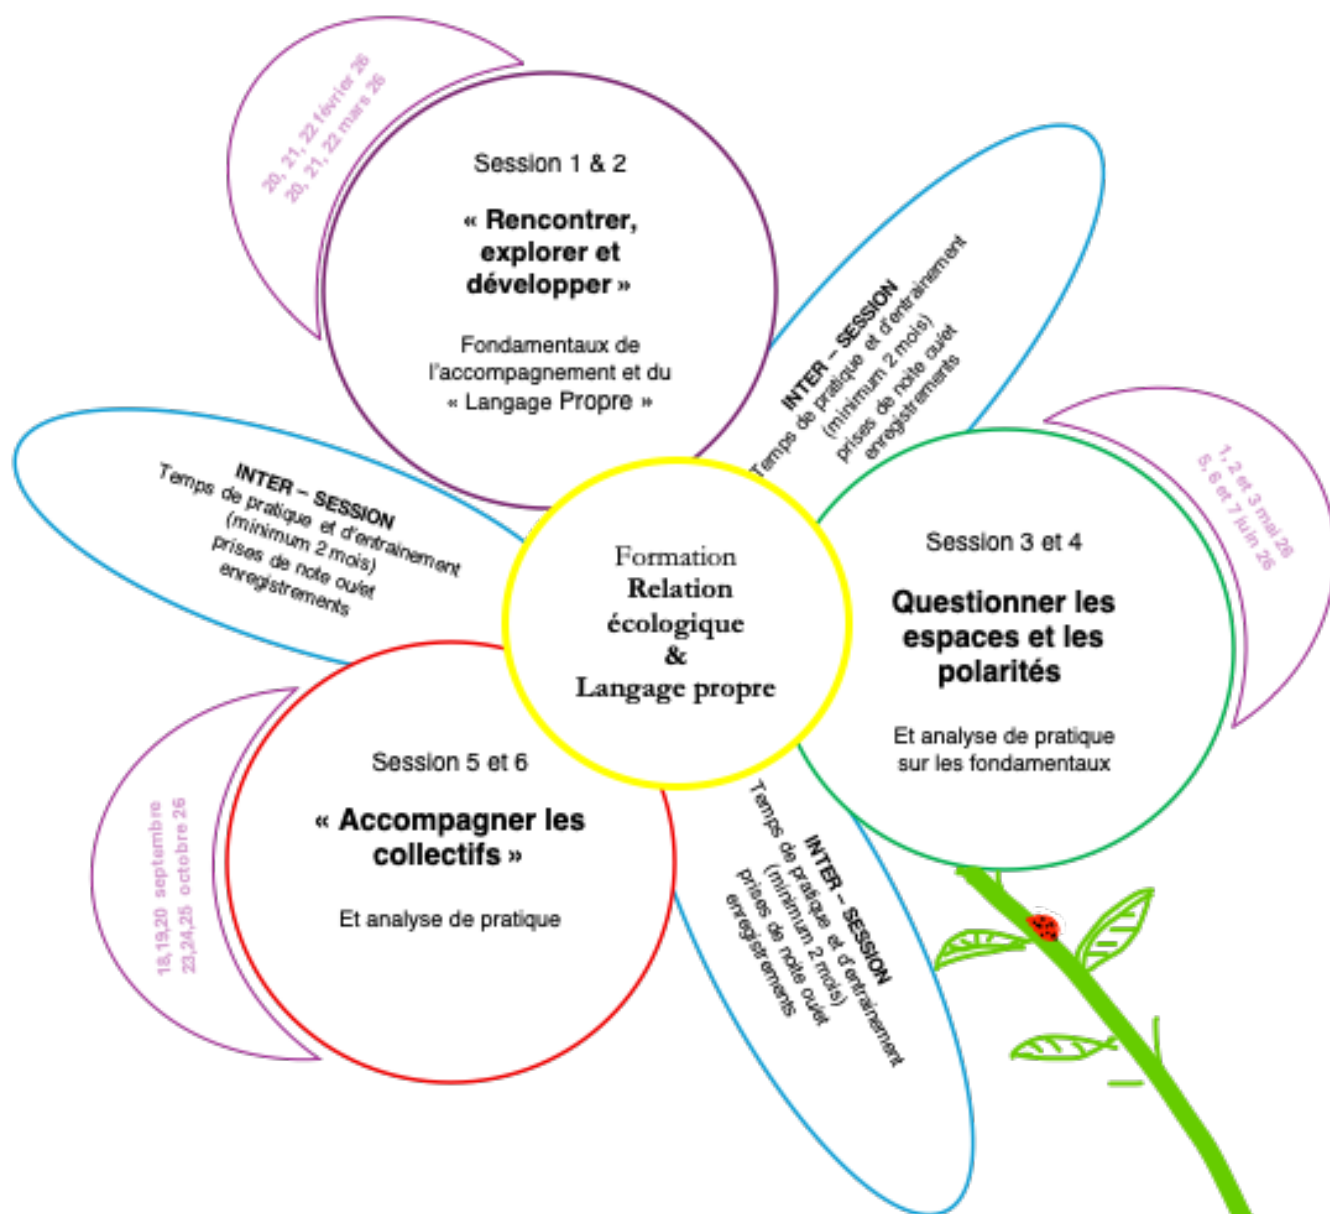 20, 21, 22 février 26
20, 21, 22 mars 26
Session 1 & 2
« Rencontrer,
explorer et
développer »
Fondamentaux de
l'accompagnement et du
« Langage Propre »
INTER – SESSION
Temps de pratique et d'entrainement
(minimum 2 mois)
prises de noite ou/et
enregistrements
1, 2 et 3 mai 26
5, 6 et 7 juin 26
Session 3 et 4
Questionner les
espaces et les
polarités
Et analyse de pratique
sur les fondamentaux
INTER – SESSION
Temps de pratique et d'entrainement
(minimum 2 mois)
prises de note ou/et
enregistrements
Formation
Relation
écologique
&
Langage propre
Session 5 et 6
« Accompagner les
collectifs »
Et analyse de pratique
18,19,20 septembre
23,24,25 octobre 26
INTER – SESSION
Temps de pratique et d'entrainement
(minimum 2 mois)
prises de noite ou/et
enregistrements